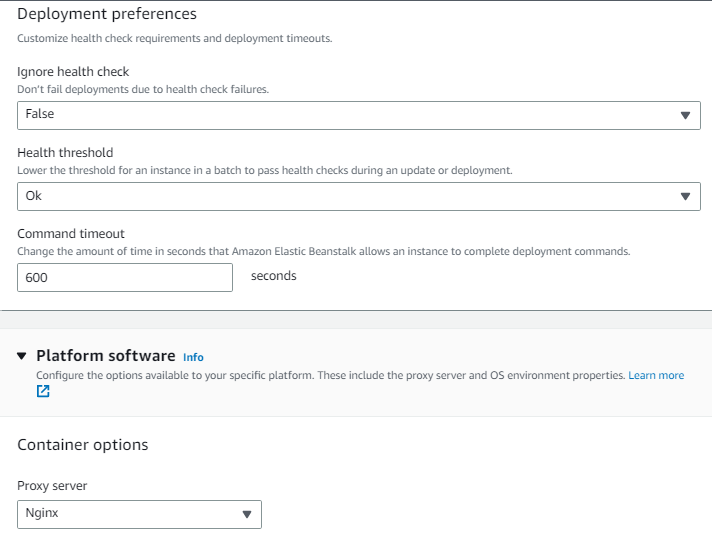 Deployment preferences
Customize health check requirements and deployment timeouts.
Ignore health check
Don't fail deployments due to health check failures.
False
Health threshold
Lower the threshold for an instance in a batch to pass health checks during an update or deployment.
Ok
Command timeout
Change the amount of time in seconds that Amazon Elastic Beanstalk allows an instance to complete deployment commands.
600 seconds
Platform software Info
Configure the options available to your specific platform. These include the proxy server and OS environment properties. Learn more
Container options
Proxy server
Nginx